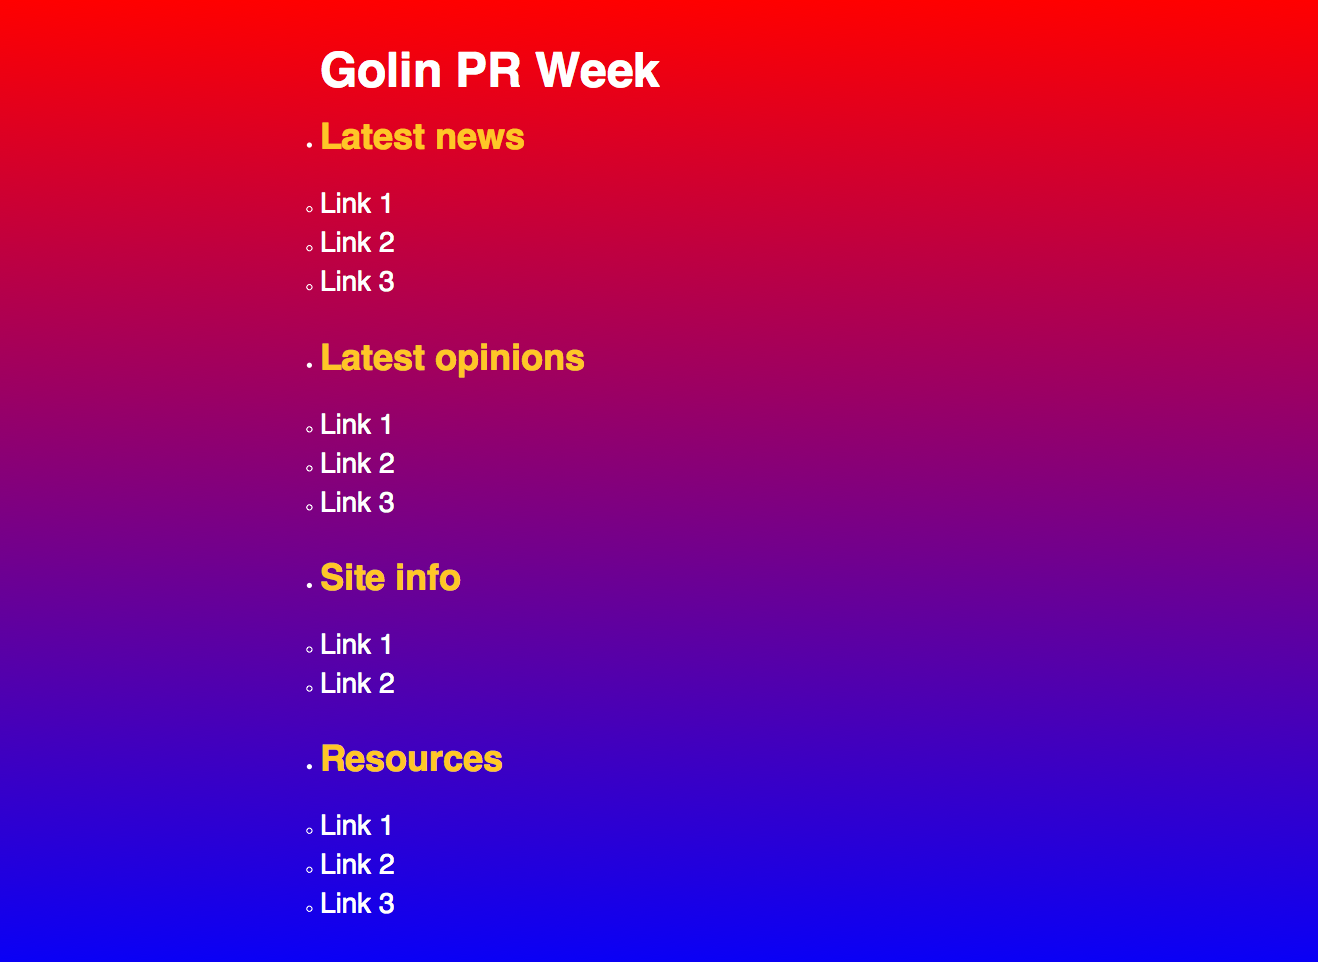 Golin PR Week
Latest news
Link 1
Link 2
Link 3
Latest opinions
Link 1
Link 2
Link 3
Site info
Link 1
Link 2
Resources
Link 1
Link 2
Link 3